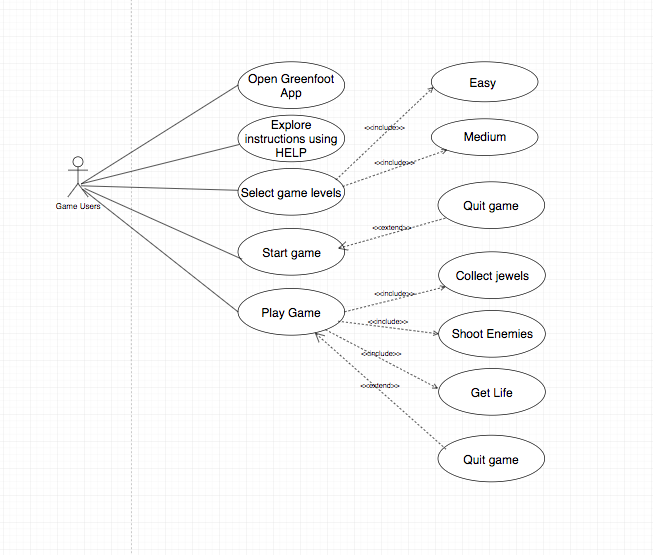 Open Greenfoot
App
Easy
<<include>>
Explore
instructions using
HELP
Medium
<<include>>
Select game levels
Game Users
Quit game
<<extend>>
Start game
Collect jewels
<<include>>
Play Game
<<include>>
Shoot Enemies
<<include>>
<<extend>>
Get Life
Quit game